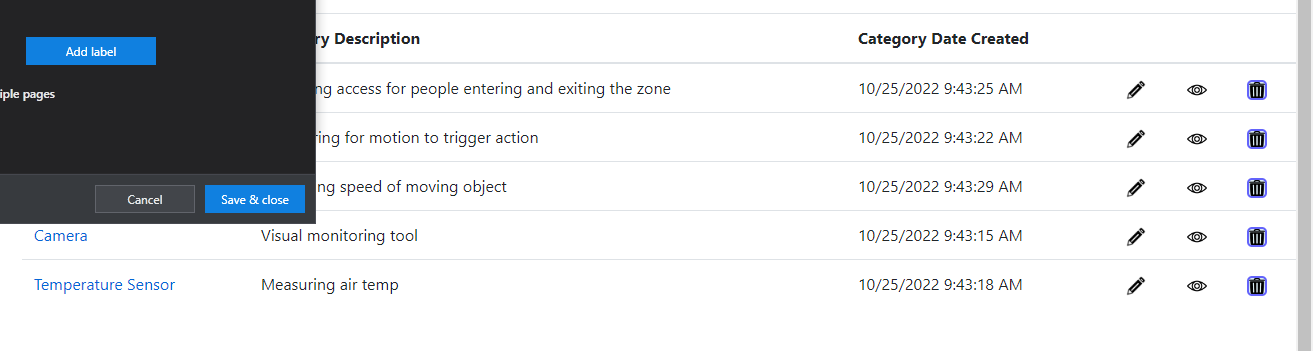 Add label
iple pages
Cancel
Save & close
ry Description
Category Date Created
ng access for people entering and exiting the zone
10/25/2022 9:43:25 AM
ring for motion to trigger action
10/25/2022 9:43:22 AM
ng speed of moving object
10/25/2022 9:43:29 AM
Camera
Visual monitoring tool
10/25/2022 9:43:15 AM
Temperature Sensor
Measuring air temp
10/25/2022 9:43:18 AM